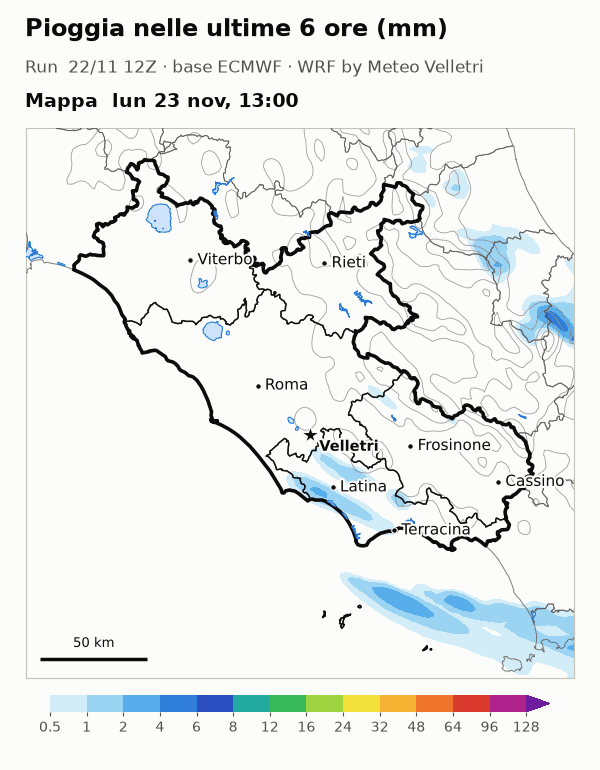 Pioggia nelle ultime 6 ore (mm)
Run  22/11 12Z · base ECMWF · WRF by Meteo Velletri
Mappa  lun 23 nov, 13:00
Viterbo
Rieti
Roma
Velletri
Frosinone
Latina
Cassino
Terracina
50 km
0.5 1 2 4 6 8 12 16 24 32 48 64 96 128